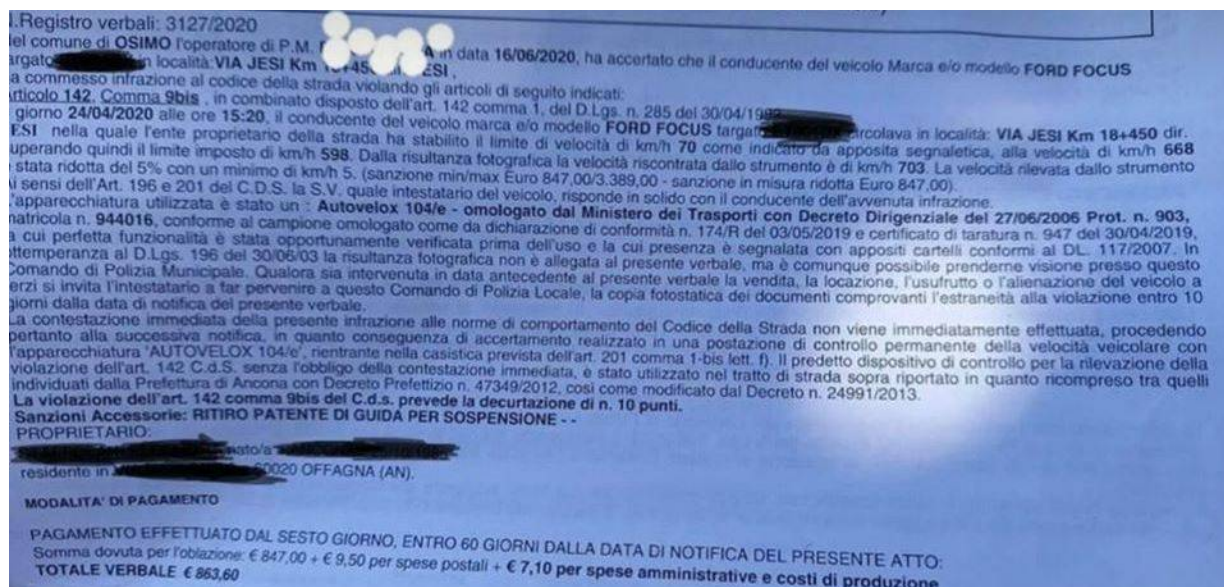 .Registro verbali: 3127/2020
el comune di OSIMO l'operatore di P.M. A in data 16/06/2020, ha accertato che il conducente del veicolo Marca e/o modello FORD FOCUS
argato in località: VIA JESI Km ESI ,
a commesso infrazione al codice della strada violando gli articoli di seguito indicati:
rticolo 142, Comma 9bis , in combinato disposto dell'art. 142 comma 1, del D.Lgs. n. 285 del
giorno 24/04/2020 alle ore 15:20, il conducente del veicolo marca e/o modello FORD FOCUS targato circolava in località: VIA JESI Km 18+450 dir.
ESI nella quale l'ente proprietario della strada ha stabilito il limite di velocità di km/h 70 come indicato da apposita segnaletica, alla velocità di km/h 668
uperando quindi il limite imposto di km/h 598. Dalla risultanza fotografica la velocità riscontrata dallo strumento è di km/h 703. La velocità rilevata dallo strumento
è stata ridotta del 5% con un minimo di km/h 5. (sanzione min/max Euro 847,00/3.389,00 - sanzione in misura ridotta Euro 847,00).
i sensi dell'Art. 196 e 201 del C.D.S. la S.V. quale intestatario del veicolo, risponde in solido con il conducente dell'avvenuta infrazione.
'apparecchiatura utilizzata è stato un : Autovelox 104/e - omologato dal Ministero dei Trasporti con Decreto Dirigenziale del 27/06/2006 Prot. n. 903,
matricola n. 944016, conforme al campione omologato come da dichiarazione di conformità n. 174/R del 03/05/2019 e certificato di taratura n. 947 del 30/04/2019,
a cui perfetta funzionalità è stata opportunamente verificata prima dell'uso e la cui presenza è segnalata con appositi cartelli conformi al DL. 117/2007. In
ttemperanza al D.Lgs. 196 del 30/06/03 la risultanza fotografica non è allegata al presente verbale, ma è comunque possibile prenderne visione presso questo
Comando di Polizia Municipale. Qualora sia intervenuta in data antecedente al presente verbale la vendita, la locazione, l'usufrutto o l'alienazione del veicolo a
erzi si invita l'intestatario a far pervenire a questo Comando di Polizia Locale, la copia fotostatica dei documenti comprovanti l'estraneità alla violazione entro 10
giorni dalla data di notifica del presente verbale.
La contestazione immediata della presente infrazione alle norme di comportamento del Codice della Strada non viene immediatamente effettuata, procedendo
pertanto alla successiva notifica, in quanto conseguenza di accertamento realizzato in una postazione di controllo permanente della velocità veicolare con
l'apparecchiatura 'AUTOVELOX 104/e', rientrante nella casistica prevista dell'art. 201 comma 1-bis lett. f). Il predetto dispositivo di controllo per la rilevazione della
violazione dell'art. 142 C.d.S. senza l'obbligo della contestazione immediata, è stato utilizzato nel tratto di strada sopra riportato in quanto ricompreso tra quelli
individuati dalla Prefettura di Ancona con Decreto Prefettizio n. 47349/2012, così come modificato dal Decreto n. 24991/2013.
La violazione dell'art. 142 comma 9bis del C.d.s. prevede la decurtazione di n. 10 punti.
Sanzioni Accessorie: RITIRO PATENTE DI GUIDA PER SOSPENSIONE - -
PROPRIETARIO:
nato/a
residente in 60020 OFFAGNA (AN).
MODALITA' DI PAGAMENTO
PAGAMENTO EFFETTUATO DAL SESTO GIORNO, ENTRO 60 GIORNI DALLA DATA DI NOTIFICA DEL PRESENTE ATTO:
Somma dovuta per l'oblazione: € 847,00 + € 9,50 per spese postali + € 7,10 per spese amministrative e costi di produzione
TOTALE VERBALE € 863,60